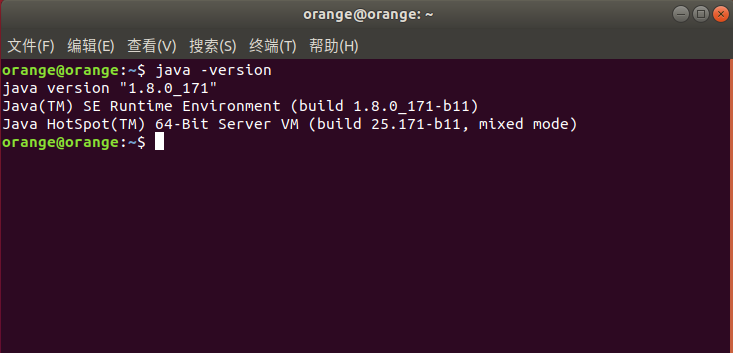 orange@orange: ~
文件(F) 编辑(E) 查看(V) 搜索(S) 终端(T) 帮助(H)
orange@orange:~$ java -version
java version "1.8.0_171"
Java(TM) SE Runtime Environment (build 1.8.0_171-b11)
Java HotSpot(TM) 64-Bit Server VM (build 25.171-b11, mixed mode)
orange@orange:~$